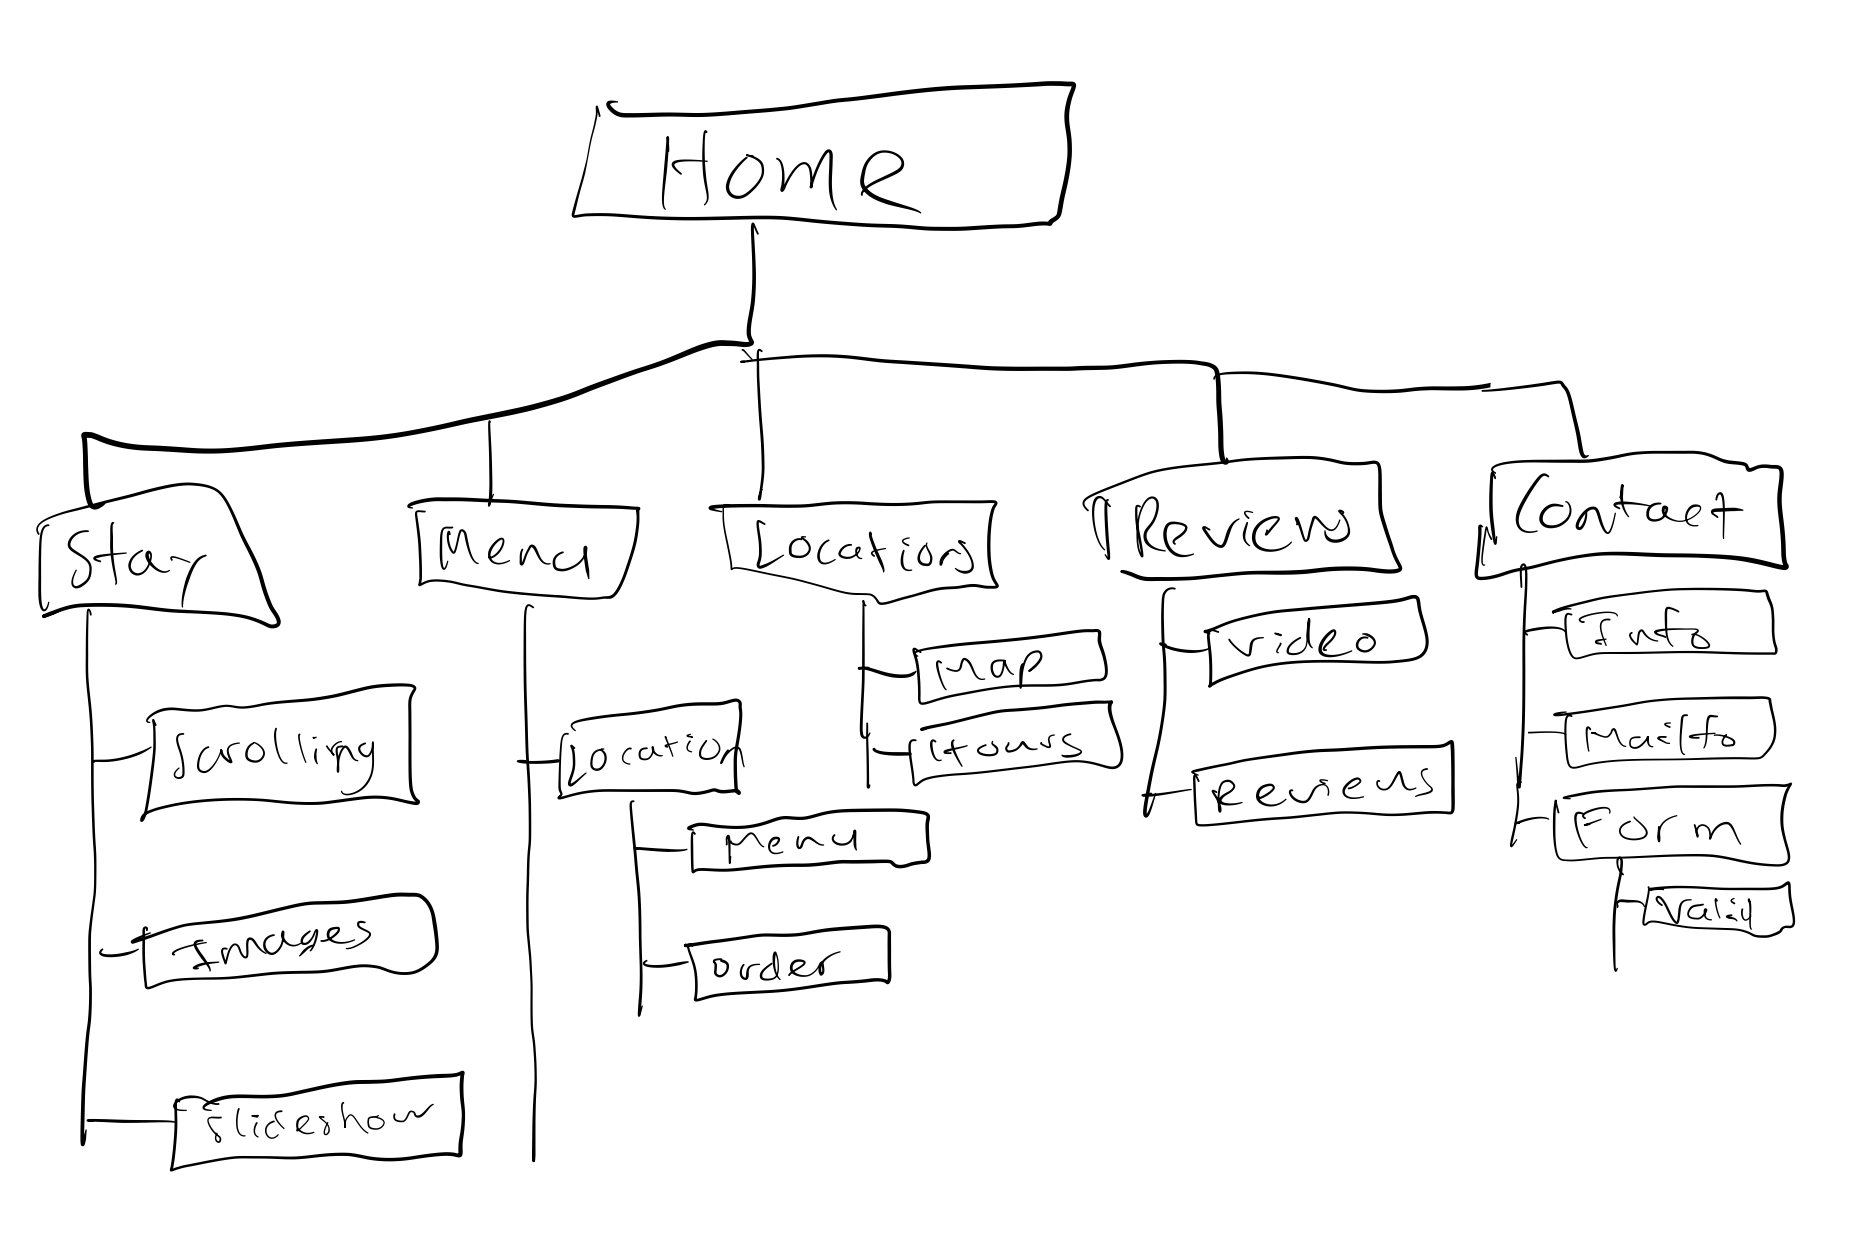 Home
Stay
Menu
Locations
Reviews
Contact
Scrolling
Images
Slideshow
Location
Menu
Order
Map
Hours
Video
Reviews
Info
Mailto
Form
Valid